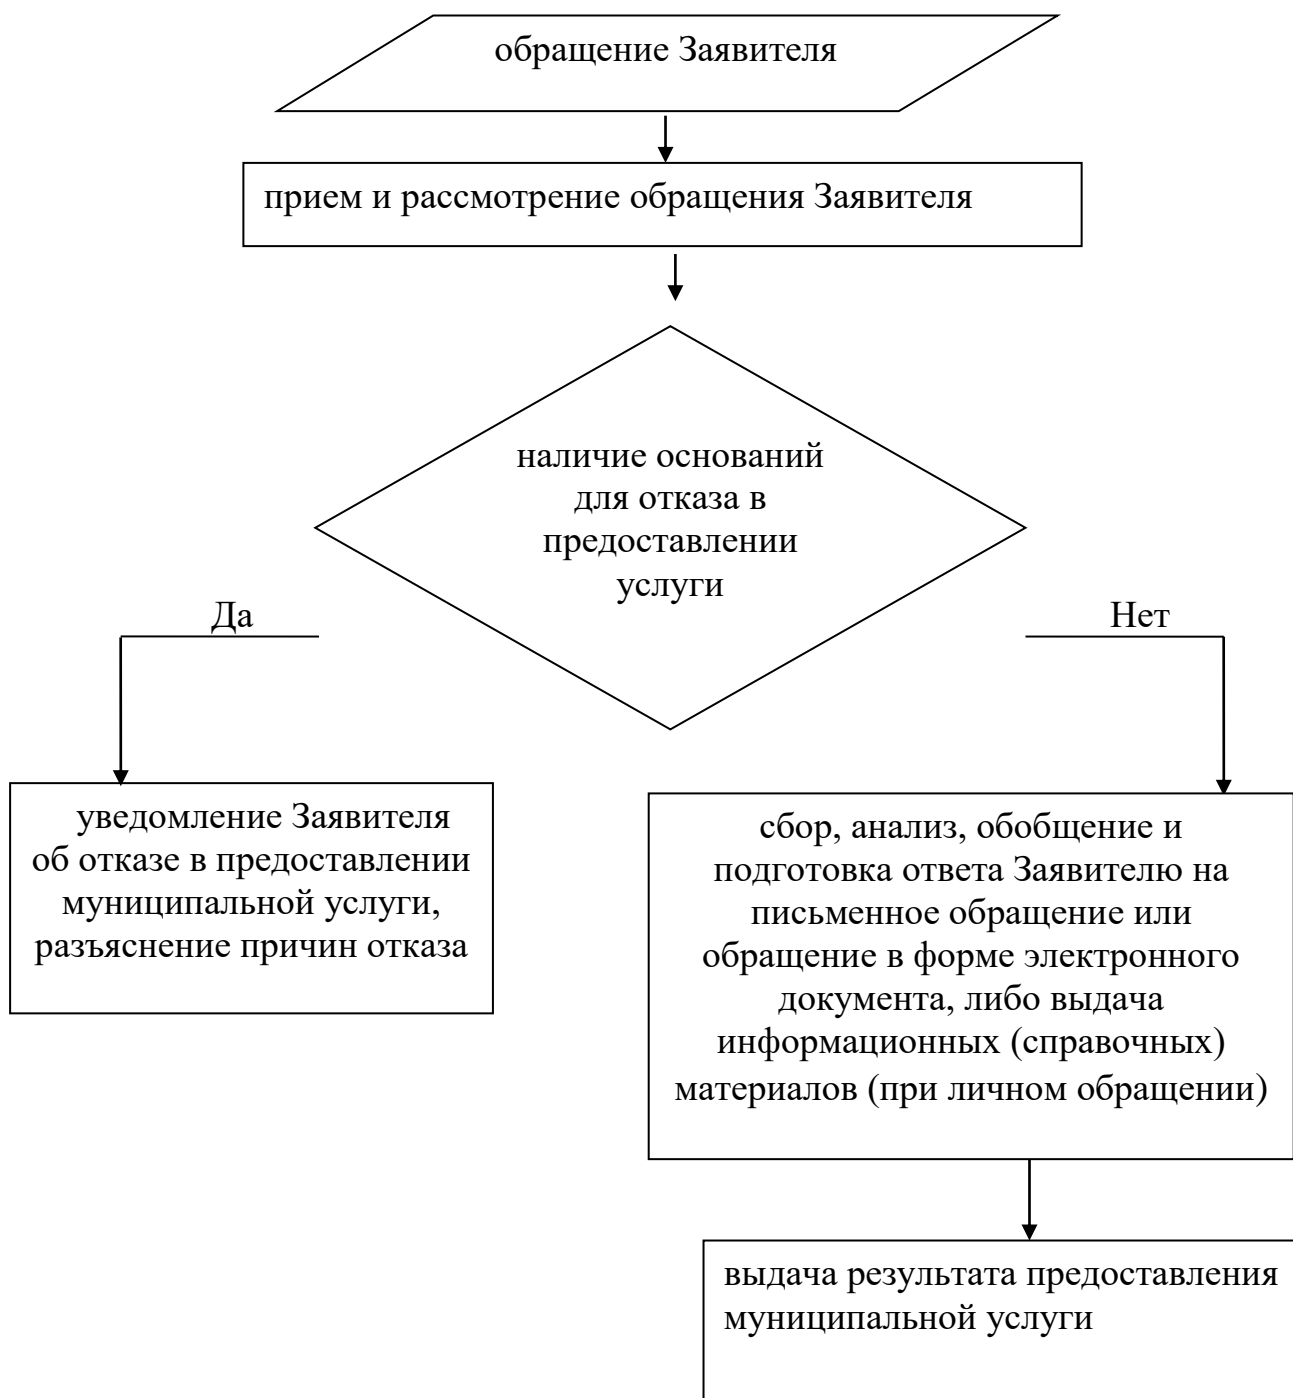 обращение Заявителя
прием и рассмотрение обращения Заявителя
наличие оснований
для отказа в
предоставлении
услуги
Да
Нет
уведомление Заявителя
об отказе в предоставлении
муниципальной услуги,
разъяснение причин отказа
сбор, анализ, обобщение и
подготовка ответа Заявителю на
письменное обращение или
обращение в форме электронного
документа, либо выдача
информационных (справочных)
материалов (при личном обращении)
выдача результата предоставления
муниципальной услуги